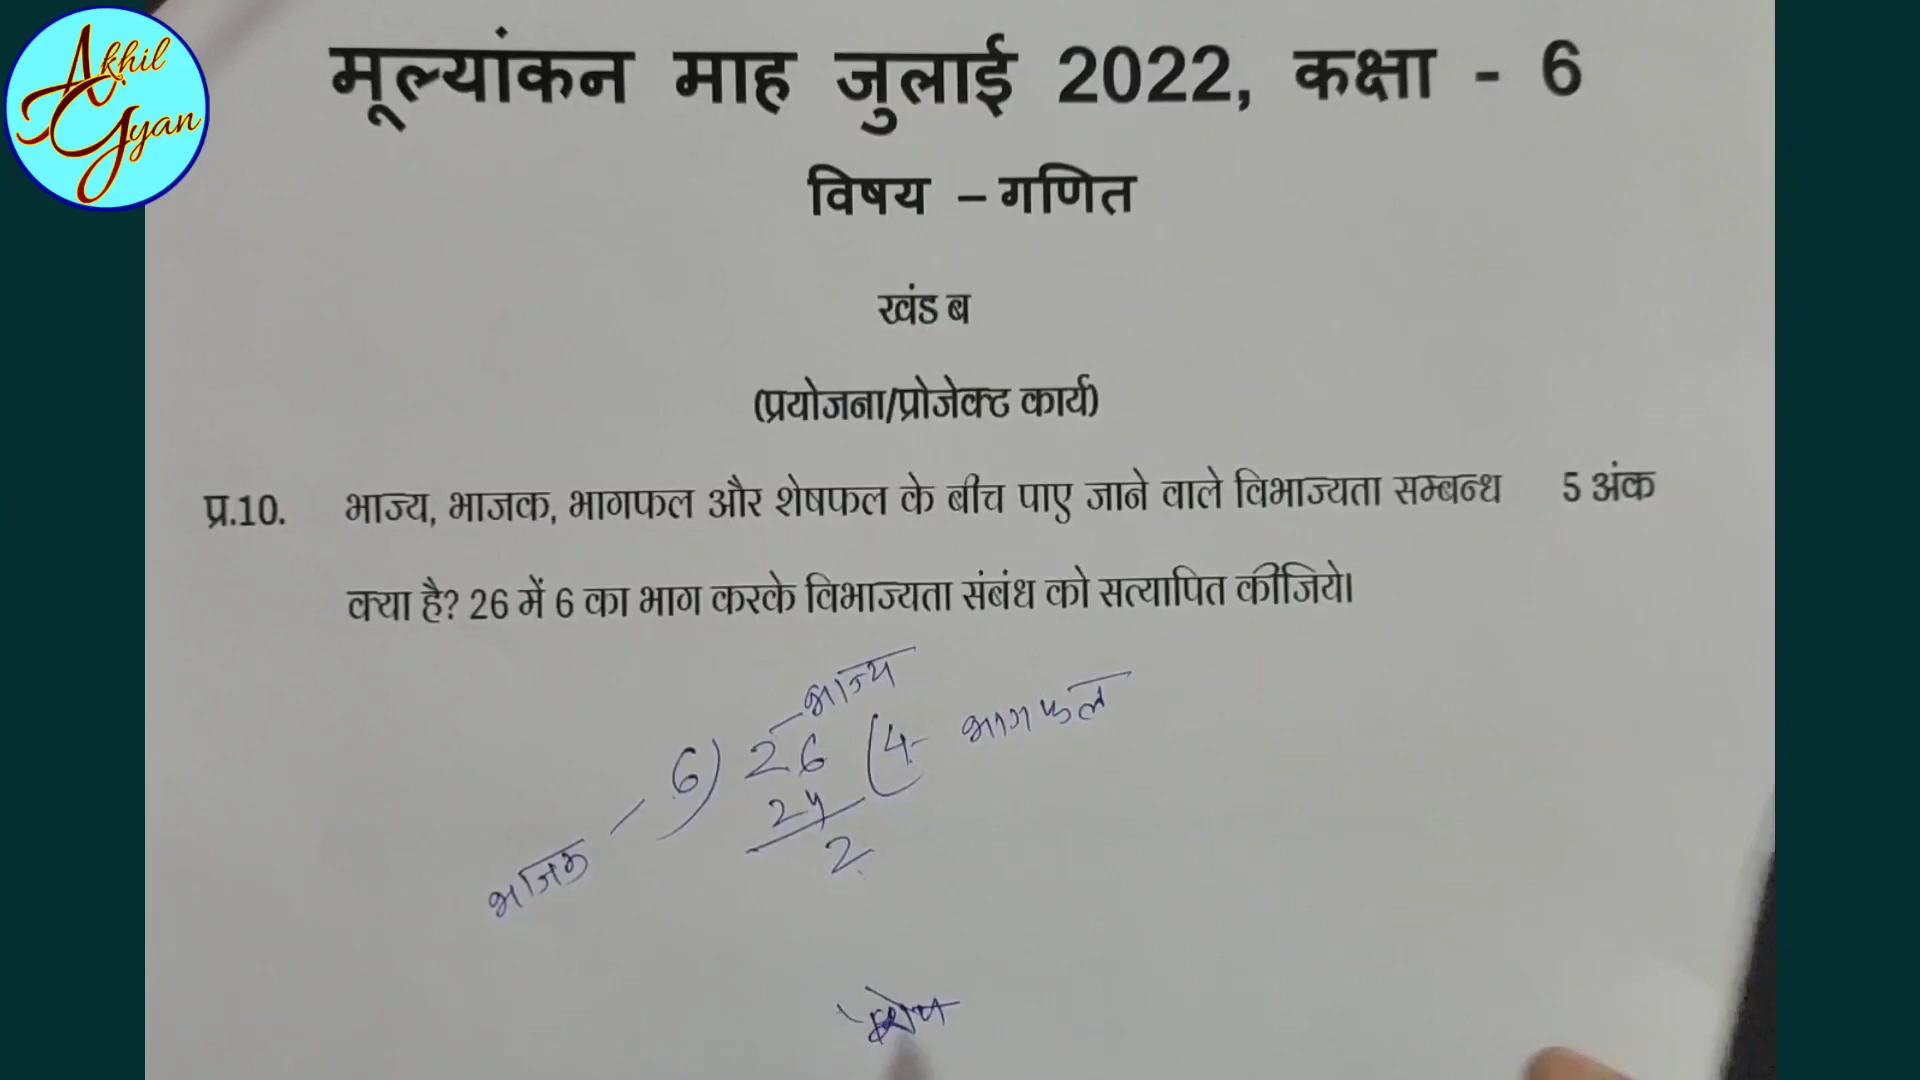 Akhil
Gyan
मूल्यांकन माह जुलाई 2022, कक्षा - 6
विषय – गणित
खंड ब
(प्रयोजना/प्रोजेक्ट कार्य)
प्र.10. भाज्य, भाजक, भागफल और शेषफल के बीच पाए जाने वाले विभाज्यता सम्बन्ध 5 अंक
क्या है? 26 में 6 का भाग करके विभाज्यता संबंध को सत्यापित कीजिये।
भाज्य
भाजक – 6) 26 (4 – भागफल
24
2